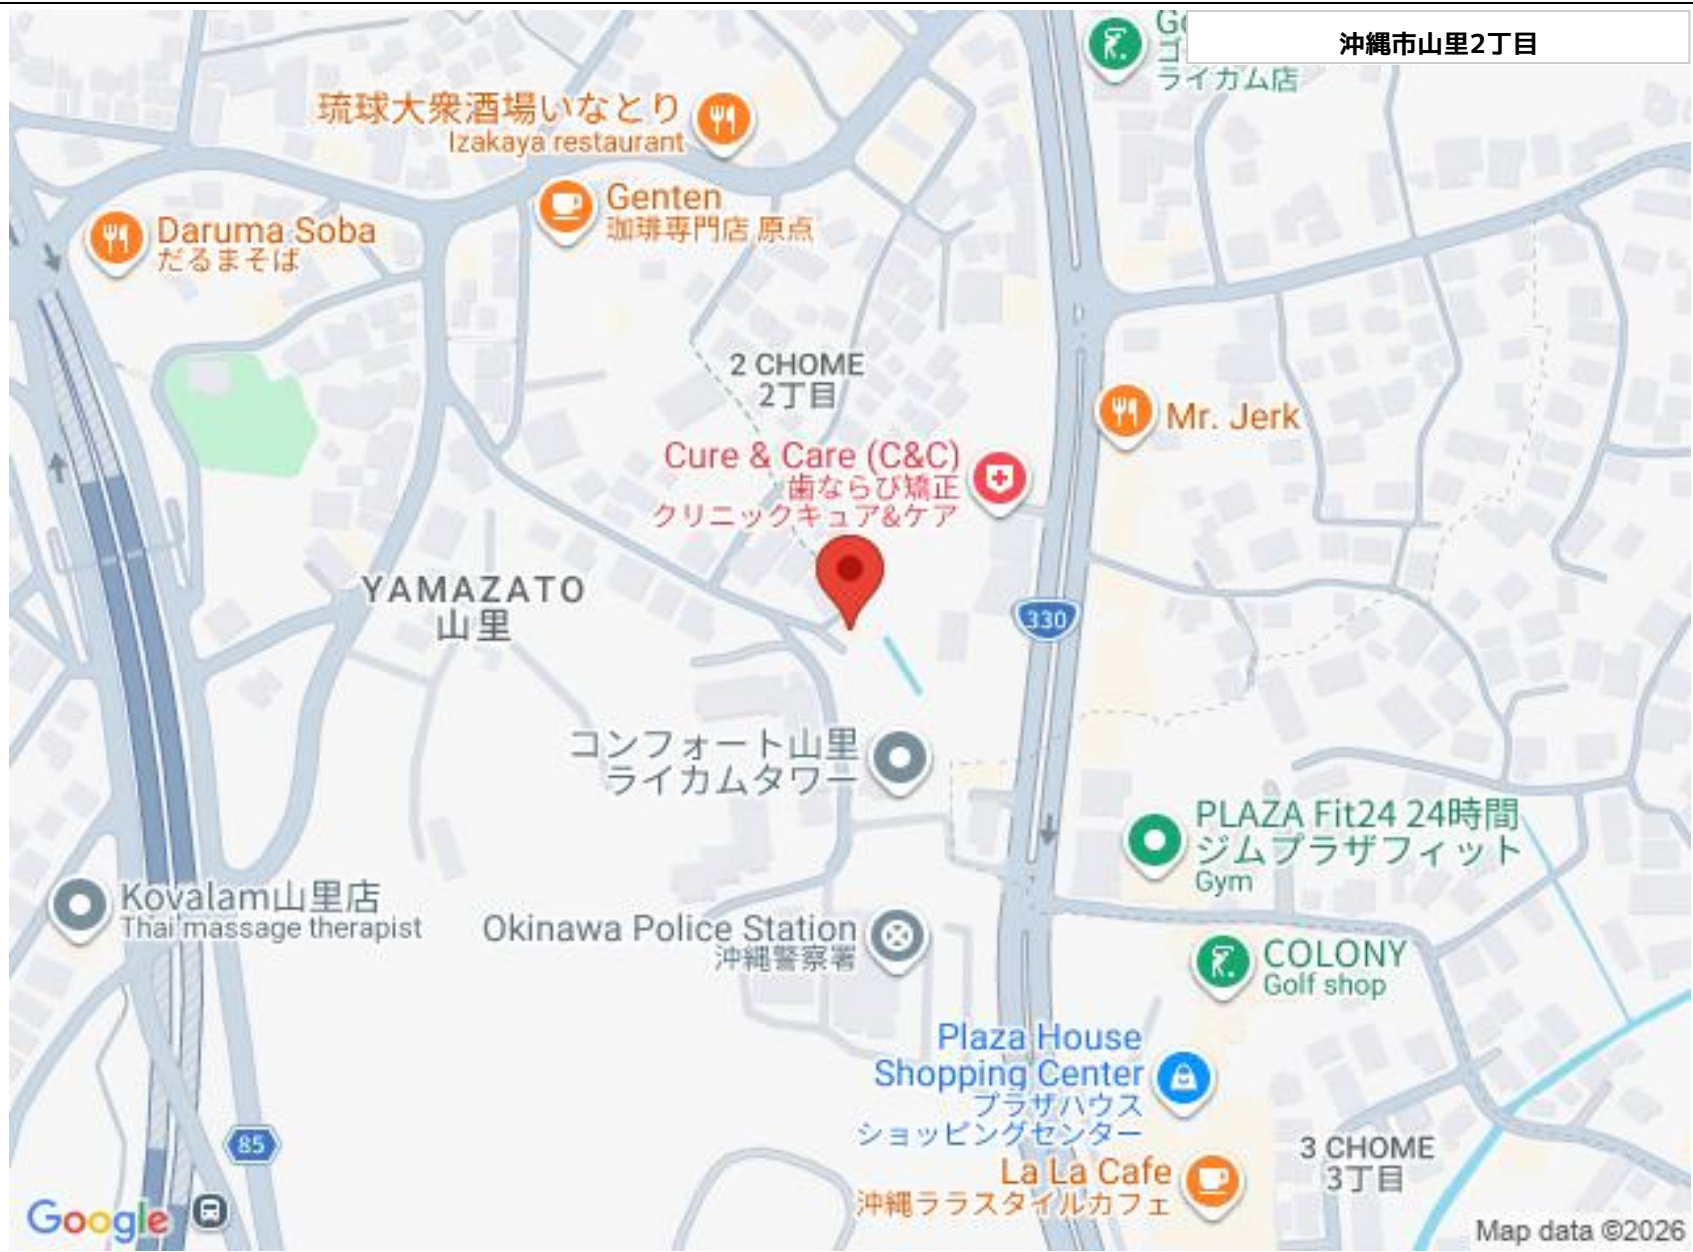 沖縄市山里2丁目
ライカム店
琉球大衆酒場いなとり
Izakaya restaurant
Genten
珈琲専門店 原点
Daruma Soba
だるまそば
2 CHOME
2丁目
Mr. Jerk
Cure & Care (C&C)
歯ならび矯正
クリニックキュア&ケア
YAMAZATO
山里
330
コンフォート山里
ライカムタワー
PLAZA Fit24 24時間
ジムプラザフィット
Gym
Kovalam山里店
Thai massage therapist
Okinawa Police Station
沖縄警察署
COLONY
Golf shop
Plaza House
Shopping Center
プラザハウス
ショッピングセンター
85
3 CHOME
3丁目
La La Cafe
沖縄ララスタイルカフェ
Google
Map data ©2026